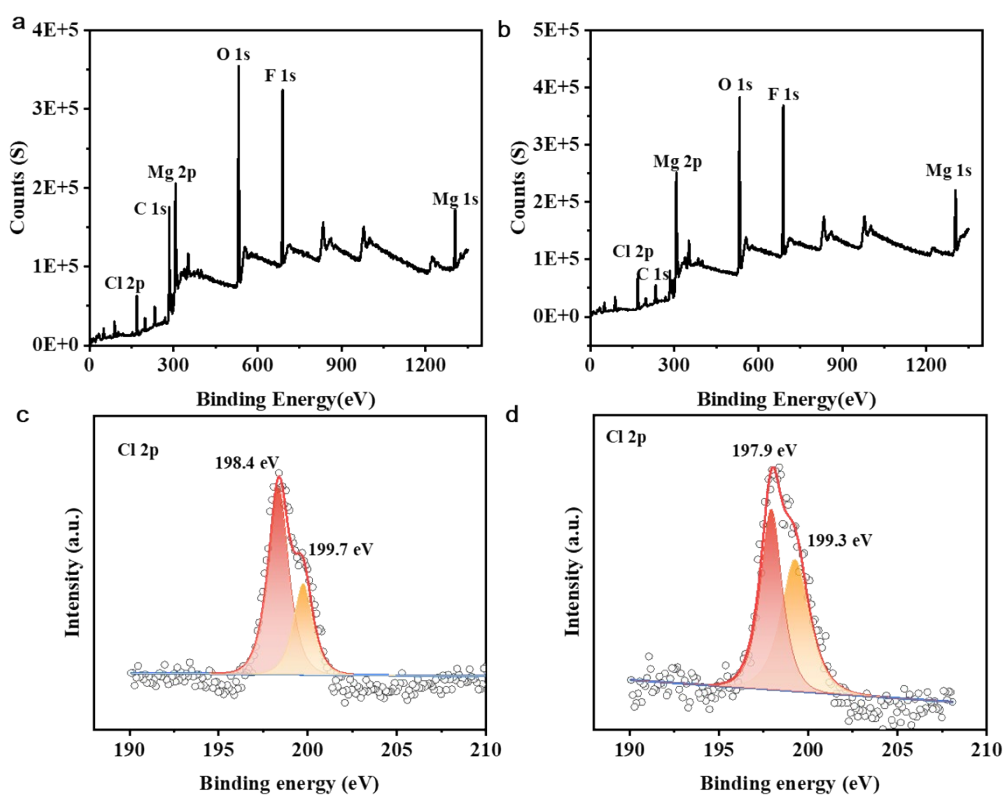 a
4E+5
3E+5
2E+5
1E+5
0E+0
Counts (S)
O 1s
F 1s
Mg 2p
C 1s
Cl 2p
Mg 1s
0 300 600 900 1200
Binding Energy(eV)
b
5E+5
4E+5
3E+5
2E+5
1E+5
0E+0
Counts (S)
O 1s
F 1s
Mg 2p
Mg 1s
Cl 2p
C 1s
0 300 600 900 1200
Binding Energy(eV)
c
Cl 2p
198.4 eV
199.7 eV
Intensity (a.u.)
190 195 200 205 210
Binding energy (eV)
d
Cl 2p
197.9 eV
199.3 eV
Intensity (a.u.)
190 195 200 205 210
Binding energy (eV)